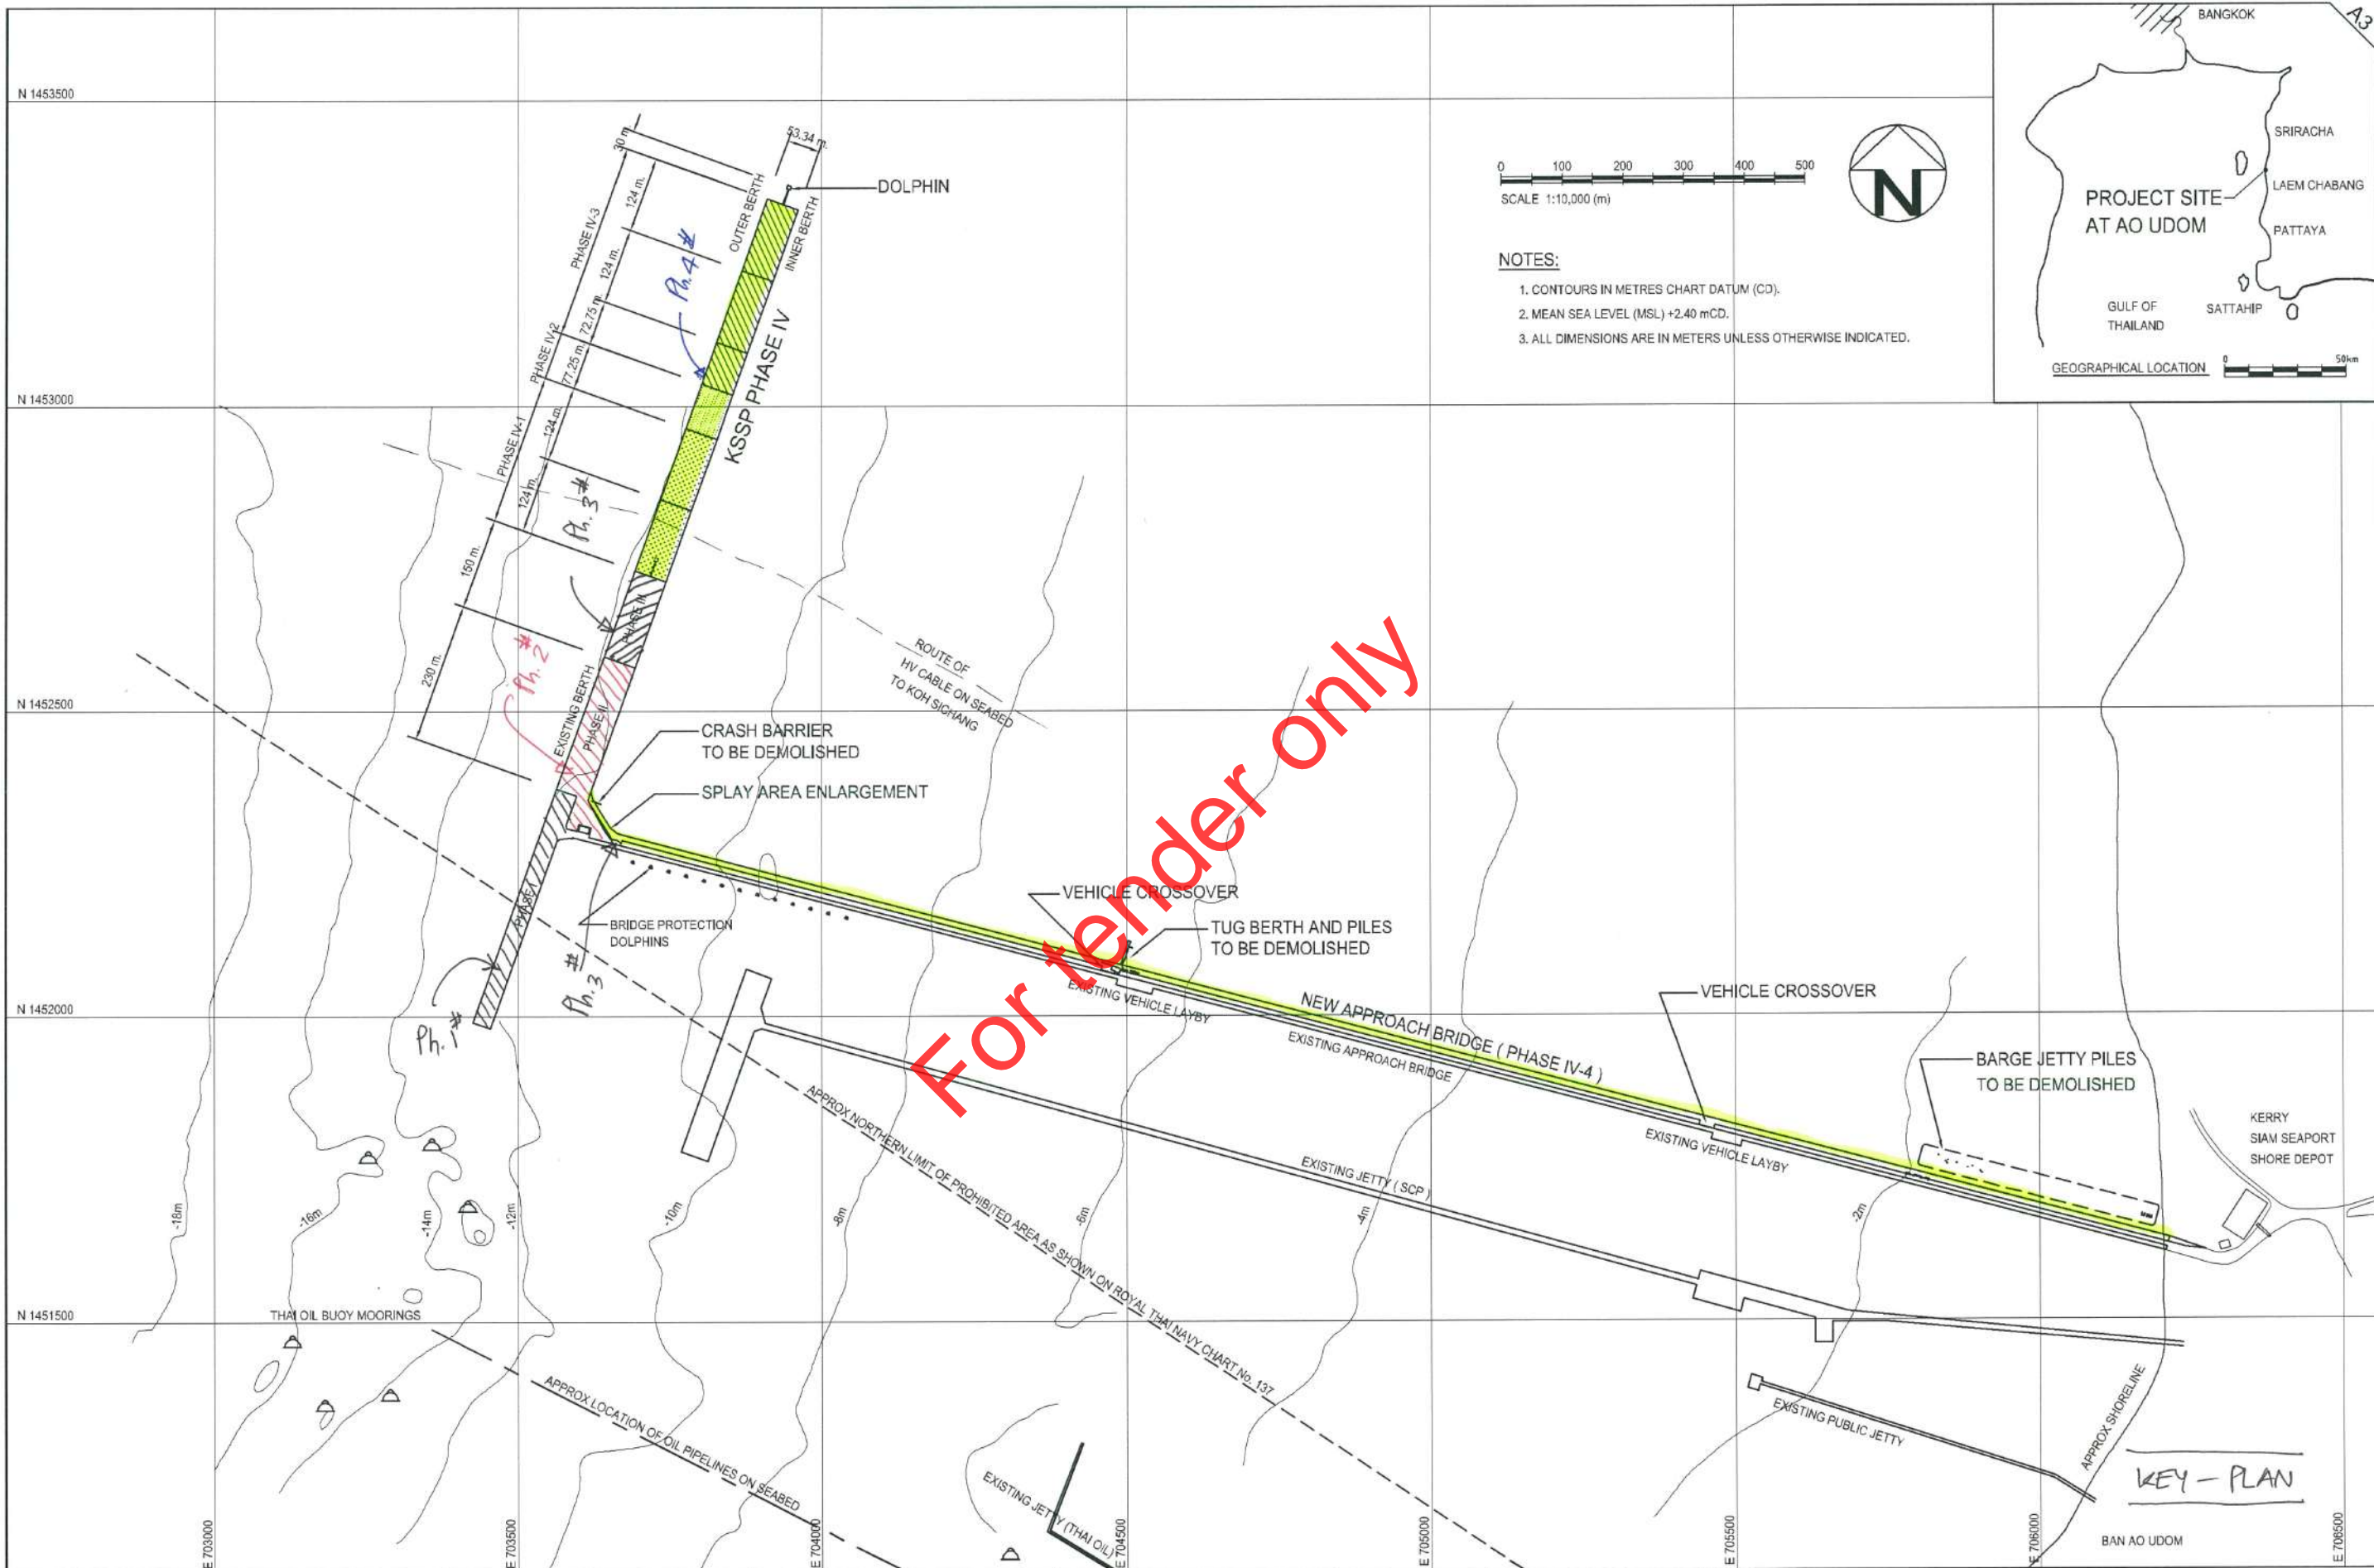 BANGKOK
A3
SRIRACHA
LAEM CHABANG
PROJECT SITE
AT AO UDOM
PATTAYA
GULF OF
THAILAND
SATTAHIP
GEOGRAPHICAL LOCATION
0 50km
N 1453500
N 1453000
N 1452500
N 1452000
N 1451500
0 100 200 300 400 500
SCALE 1:10,000 (m)
N
NOTES:
1. CONTOURS IN METRES CHART DATUM (CD).
2. MEAN SEA LEVEL (MSL) +2.40 mCD.
3. ALL DIMENSIONS ARE IN METERS UNLESS OTHERWISE INDICATED.
30 m.
53.34 m.
DOLPHIN
PHASE IV-3
124 m.
124 m.
72.75 m.
PHASE IV-2
77.25 m.
PHASE IV-1
124 m.
124 m.
150 m.
230 m.
OUTER BERTH
INNER BERTH
Ph.4#
KSSP PHASE IV
Ph.3#
PHASE III
Ph.2#
EXISTING BERTH
PHASE II
CRASH BARRIER
TO BE DEMOLISHED
SPLAY AREA ENLARGEMENT
ROUTE OF
HV CABLE ON SEABED
TO KOH SICHANG
PHASE I
Ph.1#
Ph.3#
BRIDGE PROTECTION
DOLPHINS
VEHICLE CROSSOVER
TUG BERTH AND PILES
TO BE DEMOLISHED
EXISTING VEHICLE LAYBY
NEW APPROACH BRIDGE ( PHASE IV-4 )
EXISTING APPROACH BRIDGE
VEHICLE CROSSOVER
EXISTING VEHICLE LAYBY
BARGE JETTY PILES
TO BE DEMOLISHED
KERRY
SIAM SEAPORT
SHORE DEPOT
EXISTING JETTY ( SCP )
APPROX NORTHERN LIMIT OF PROHIBITED AREA AS SHOWN ON ROYAL THAI NAVY CHART No. 137
-18m
-16m
-14m
-12m
-10m
-8m
-6m
-4m
-2m
THAI OIL BUOY MOORINGS
APPROX LOCATION OF OIL PIPELINES ON SEABED
EXISTING JETTY (THAI OIL)
EXISTING PUBLIC JETTY
APPROX SHORELINE
KEY - PLAN
BAN AO UDOM
E 703000
E 703500
E 704000
E 704500
E 705000
E 705500
E 706000
E 706500
For tender only